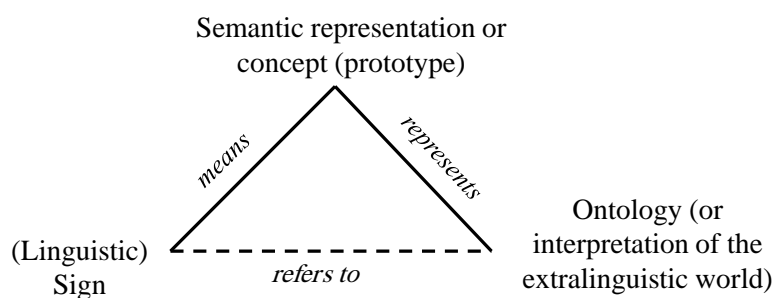 Semantic representation or
concept (prototype)
means
represents
(Linguistic)
Sign
refers to
Ontology (or
interpretation of the
extralinguistic world)